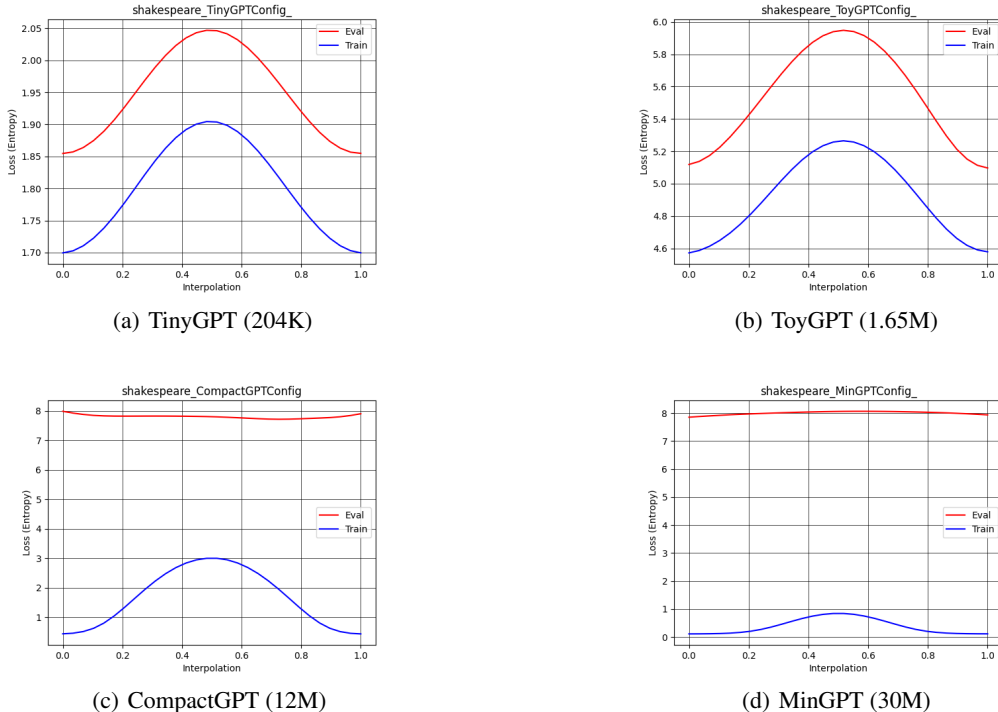 shakespeare_TinyGPTConfig_
2.05
2.00
1.95
1.90
1.85
1.80
1.75
1.70
Loss (Entropy)
Eval
Train
0.0 0.2 0.4 0.6 0.8 1.0
Interpolation
(a) TinyGPT (204K)
shakespeare_ToyGPTConfig_
6.0
5.8
5.6
5.4
5.2
5.0
4.8
4.6
Loss (Entropy)
Eval
Train
0.0 0.2 0.4 0.6 0.8 1.0
Interpolation
(b) ToyGPT (1.65M)
shakespeare_CompactGPTConfig
8
7
6
5
4
3
2
1
Loss (Entropy)
Eval
Train
0.0 0.2 0.4 0.6 0.8 1.0
Interpolation
(c) CompactGPT (12M)
shakespeare_MinGPTConfig_
8
7
6
5
4
3
2
1
0
Loss (Entropy)
Eval
Train
0.0 0.2 0.4 0.6 0.8 1.0
Interpolation
(d) MinGPT (30M)